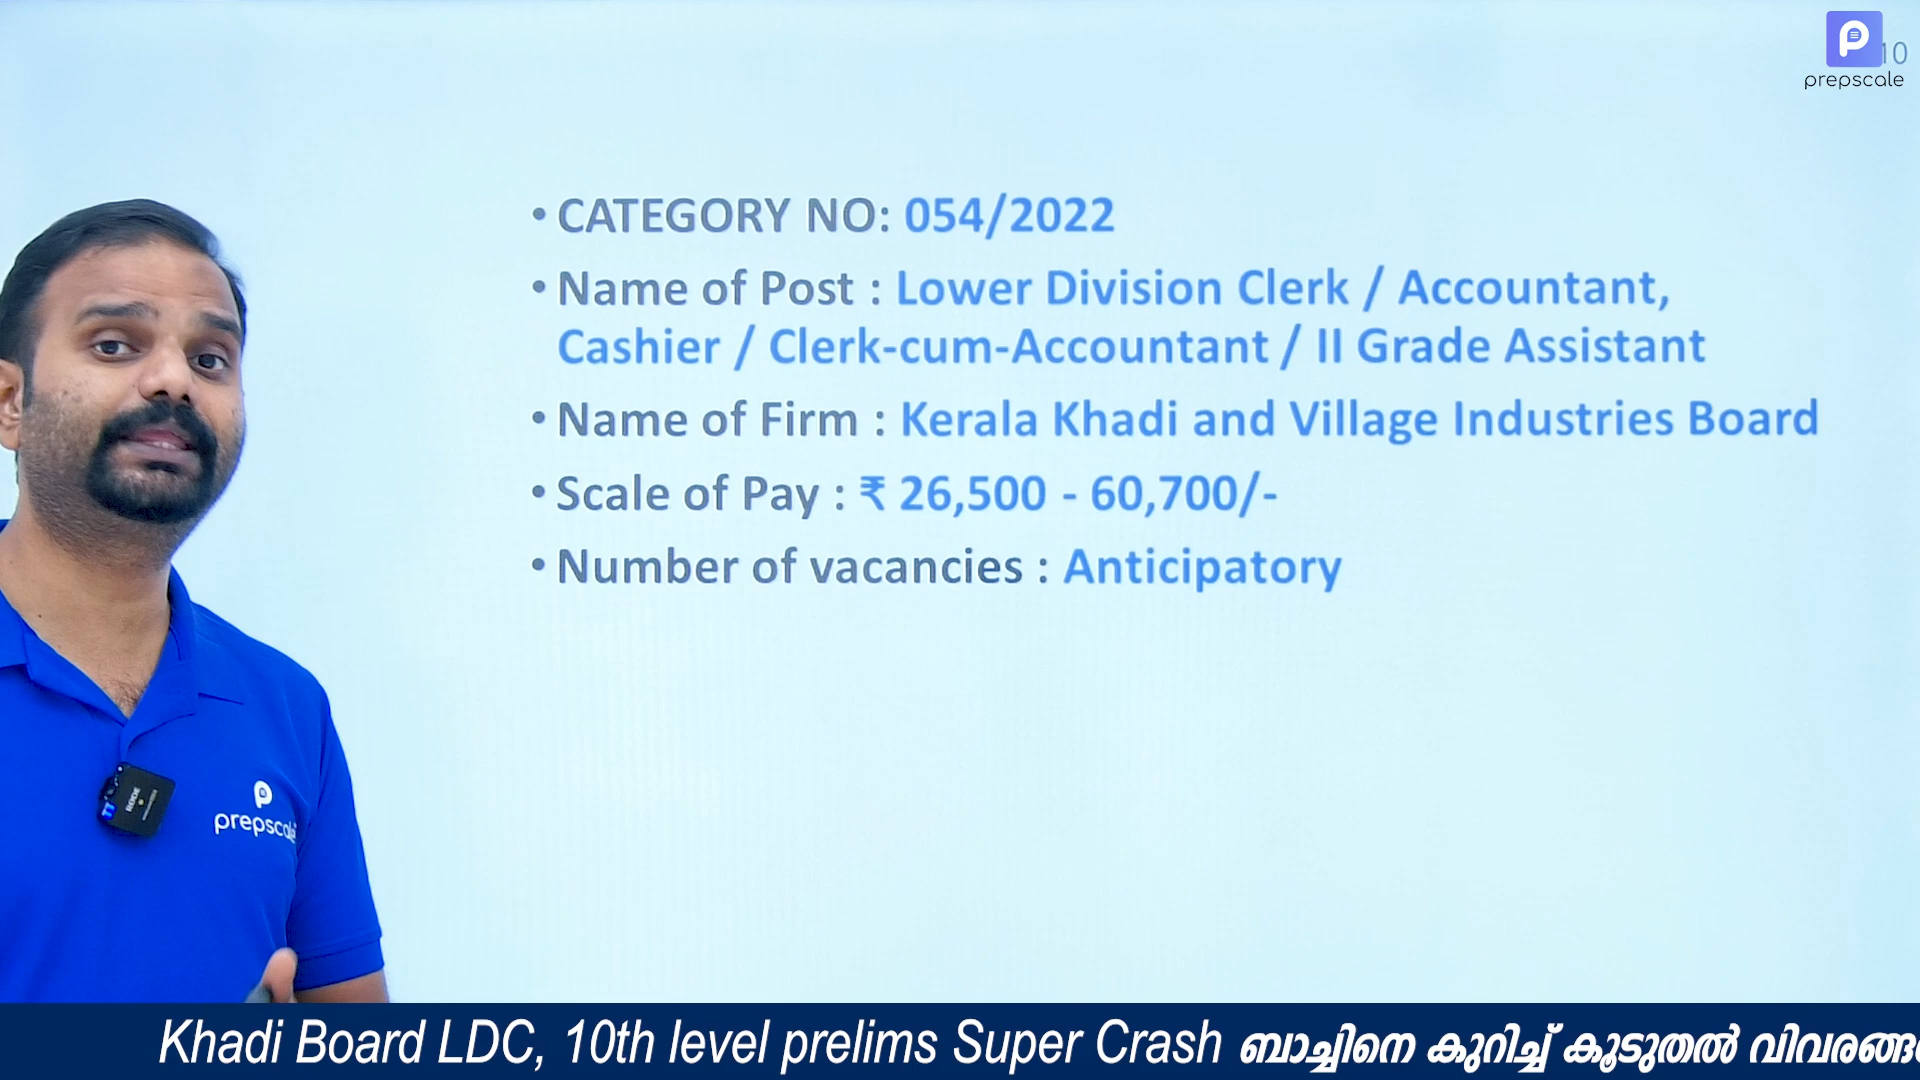 10
prepscale
• CATEGORY NO: 054/2022
• Name of Post : Lower Division Clerk / Accountant,
Cashier / Clerk-cum-Accountant / II Grade Assistant
• Name of Firm : Kerala Khadi and Village Industries Board
• Scale of Pay : ₹ 26,500 - 60,700/-
• Number of vacancies : Anticipatory
RODE
prepscale
Khadi Board LDC, 10th level prelims Super Crash ബാച്ചിനെ കുറിച്ച് കൂടുതൽ